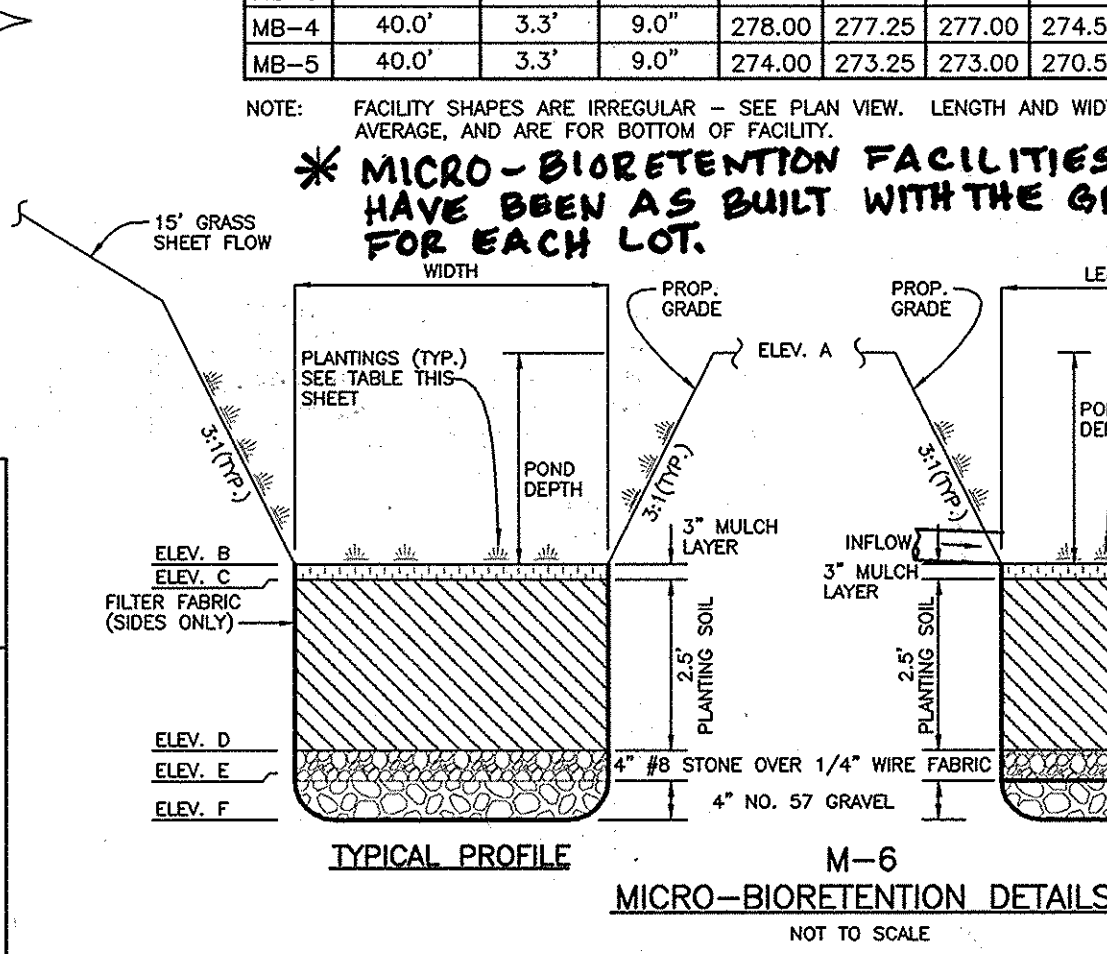 MB-4 40.0' 3.3' 9.0" 278.00 277.25 277.00 274.5
MB-5 40.0' 3.3' 9.0" 274.00 273.25 273.00 270.5
NOTE: FACILITY SHAPES ARE IRREGULAR – SEE PLAN VIEW. LENGTH AND WID
AVERAGE, AND ARE FOR BOTTOM OF FACILITY.
* MICRO-BIORETENTION FACILITIES
HAVE BEEN AS BUILT WITH THE G
FOR EACH LOT.
15' GRASS
SHEET FLOW
WIDTH
LE
PROP.
GRADE
PROP.
GRADE
ELEV. A
PLANTINGS (TYP.)
SEE TABLE THIS
SHEET
POND
DEPTH
PO
DE
3:1(TYP.)
3:1(TYP.)
3:1(TYP.)
3" MULCH
LAYER
INFLOW
3" MULCH
LAYER
ELEV. B
ELEV. C
FILTER FABRIC
(SIDES ONLY)
2.5'
PLANTING SOIL
2.5'
PLANTING SOIL
ELEV. D
ELEV. E
ELEV. F
4" #8 STONE OVER 1/4" WIRE FABRIC
4" NO. 57 GRAVEL
TYPICAL PROFILE
M-6
MICRO-BIORETENTION DETAILS
NOT TO SCALE